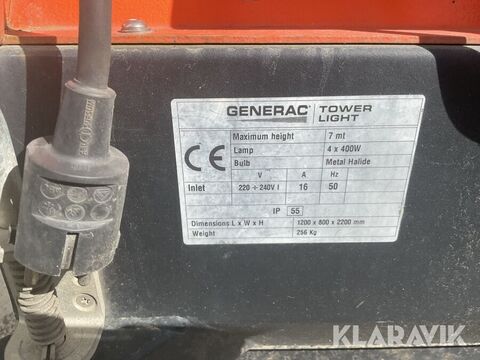 GENERAC® TOWER LIGHT
Maximum height 7 mt
Lamp 4 x 400W
Bulb Metal Halide
CE
V A Hz
Inlet 220 ÷ 240V I 16 50
IP 55
Dimensions L x W x H 1200 x 800 x 2200 mm
Weight 256 Kg
KLARAVIK